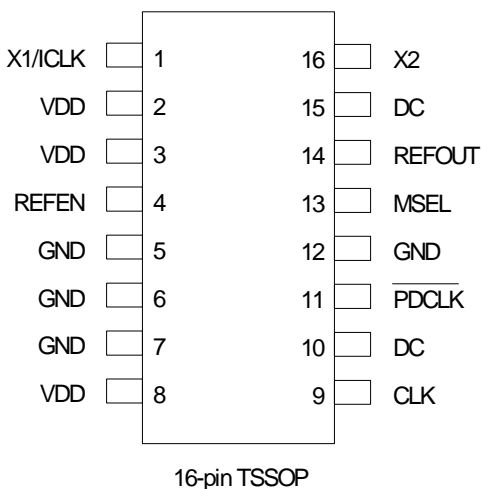 X1/ICLK 1 16 X2
VDD 2 15 DC
VDD 3 14 REFOUT
REFEN 4 13 MSEL
GND 5 12 GND
GND 6 11 PDCLK
GND 7 10 DC
VDD 8 9 CLK
16-pin TSSOP